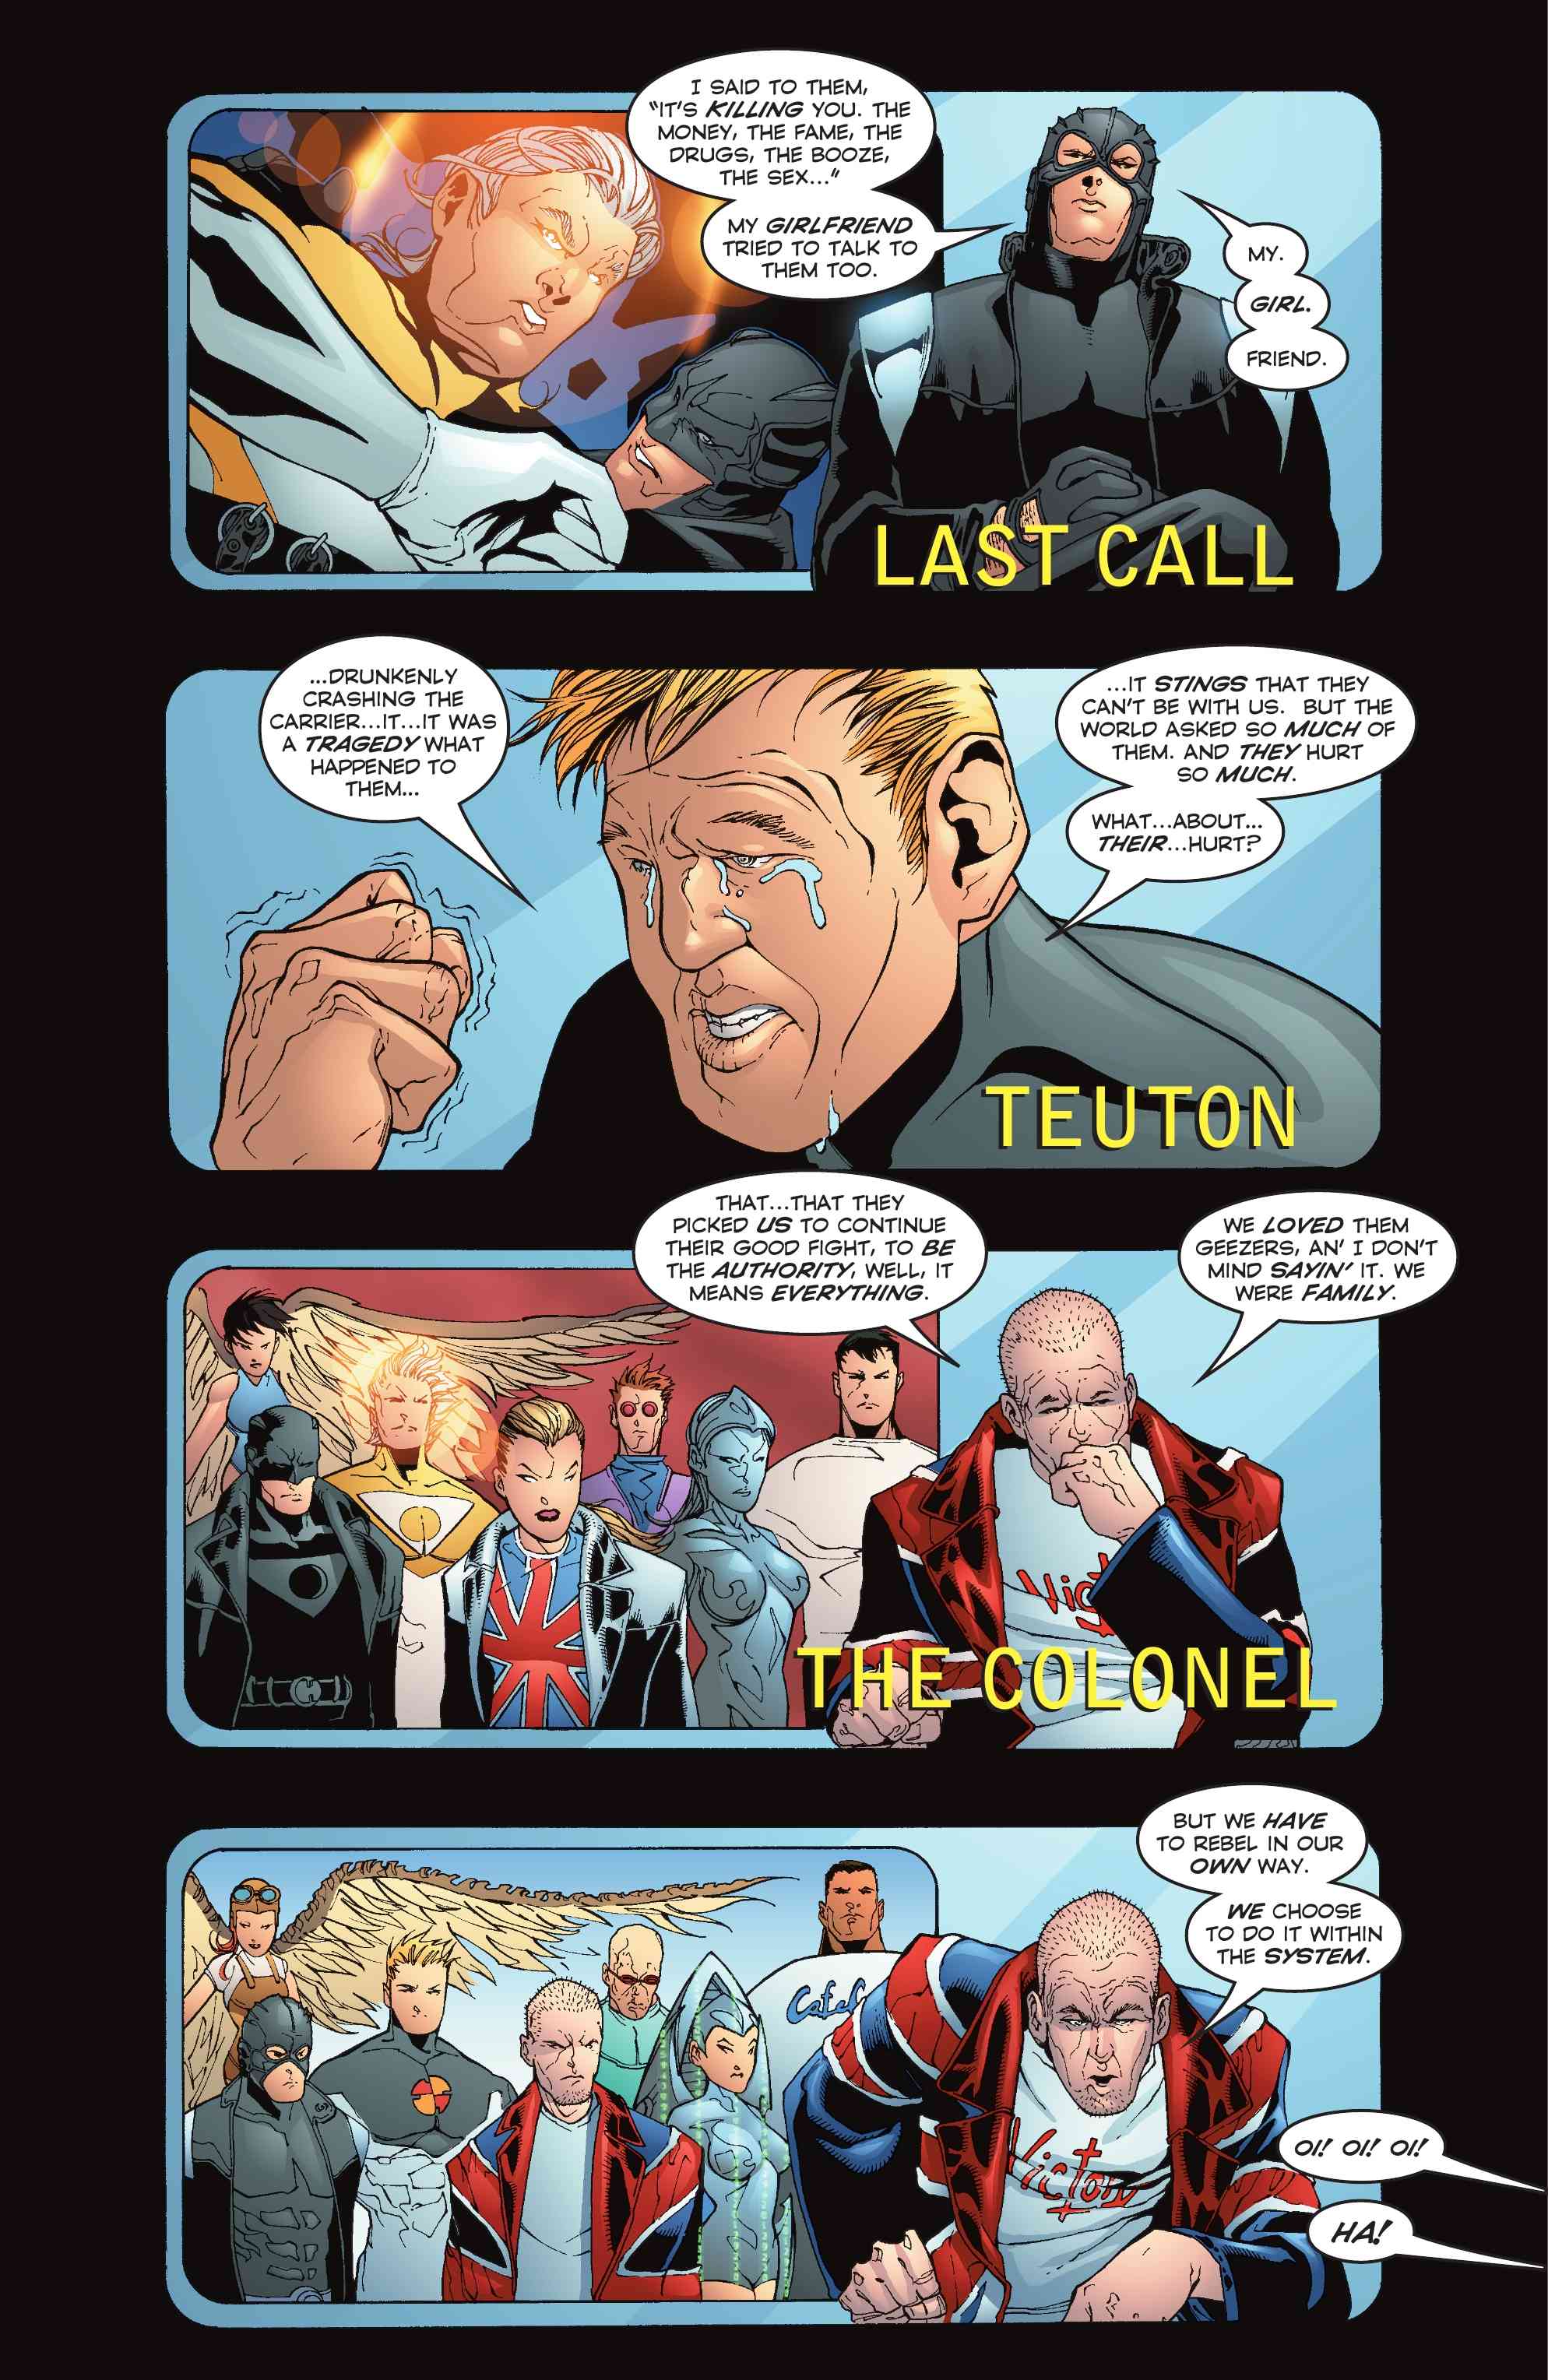 I SAID TO THEM,
"IT'S KILLING YOU. THE
MONEY, THE FAME, THE
DRUGS, THE BOOZE,
THE SEX..."
MY GIRLFRIEND
TRIED TO TALK TO
THEM TOO.
MY.
GIRL.
FRIEND.
LAST CALL
...DRUNKENLY
CRASHING THE
CARRIER...IT...IT WAS
A TRAGEDY WHAT
HAPPENED TO
THEM...
...IT STINGS THAT THEY
CAN'T BE WITH US. BUT THE
WORLD ASKED SO MUCH OF
THEM. AND THEY HURT
SO MUCH.
WHAT...ABOUT...
THEIR...HURT?
TEUTON
THAT...THAT THEY
PICKED US TO CONTINUE
THEIR GOOD FIGHT, TO BE
THE AUTHORITY, WELL, IT
MEANS EVERYTHING.
WE LOVED THEM
GEEZERS, AN' I DON'T
MIND SAYIN' IT. WE
WERE FAMILY.
Vict
THE COLONEL
BUT WE HAVE
TO REBEL IN OUR
OWN WAY.
WE CHOOSE
TO DO IT WITHIN
THE SYSTEM.
Cafef
Victory
OI! OI! OI!
HA!